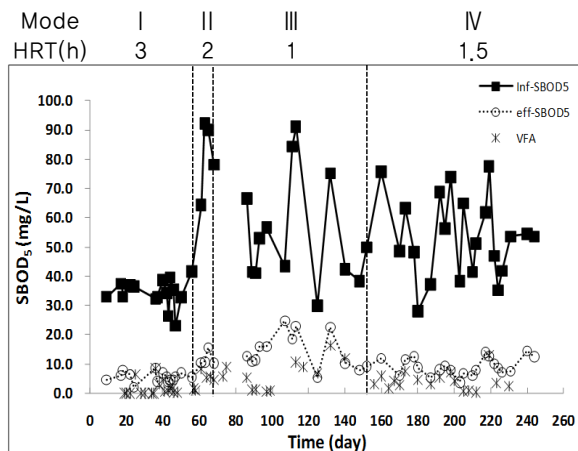 Mode I II III IV
HRT(h) 3 2 1 1.5
100.0
90.0
80.0
70.0
60.0
50.0
40.0
30.0
20.0
10.0
0.0
SBOD5 (mg/L)
Inf-SBOD5
eff-SBOD5
VFA
0 20 40 60 80 100 120 140 160 180 200 220 240 260
Time (day)